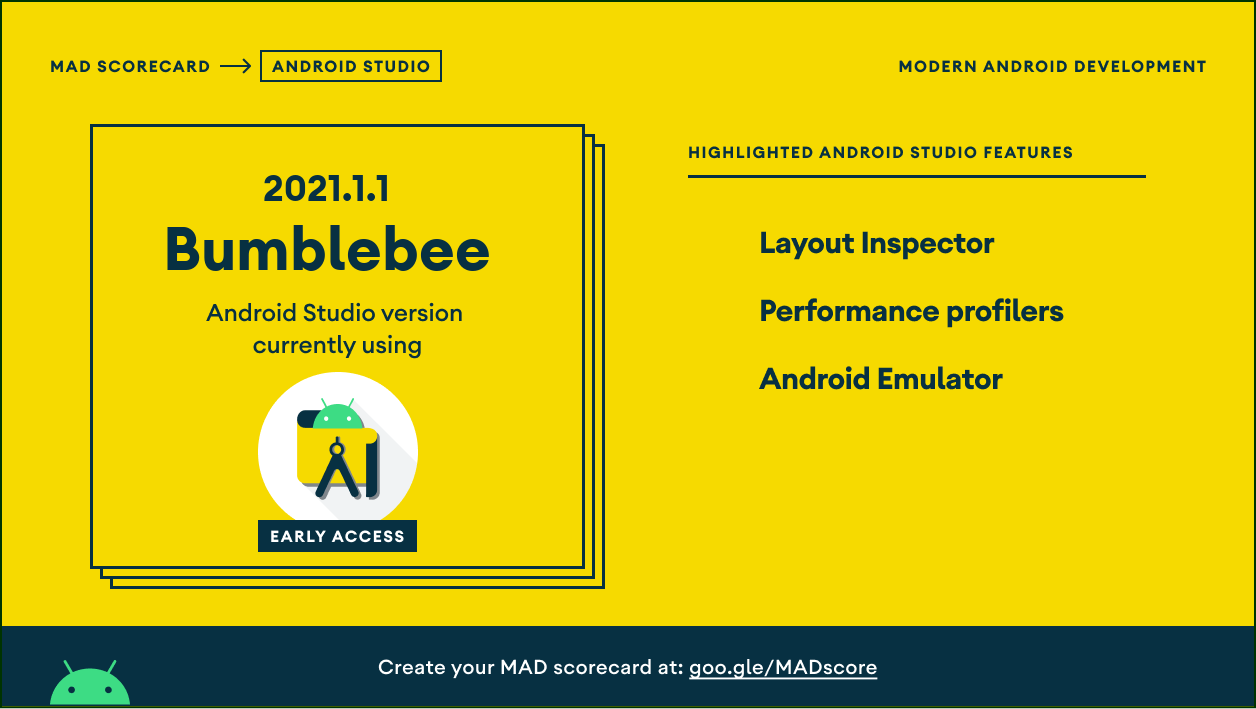 MAD SCORECARD → ANDROID STUDIO
MODERN ANDROID DEVELOPMENT
2021.1.1
Bumblebee
Android Studio version
currently using
EARLY ACCESS
HIGHLIGHTED ANDROID STUDIO FEATURES
Layout Inspector
Performance profilers
Android Emulator
Create your MAD scorecard at: goo.gle/MADscore